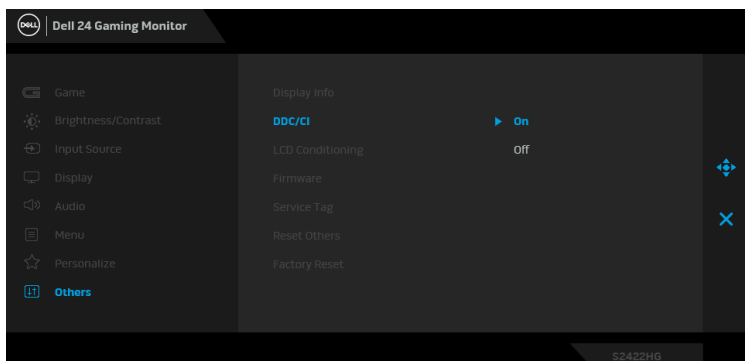 DELL Dell 24 Gaming Monitor
Game
Brightness/Contrast
Input Source
Display
Audio
Menu
Personalize
Others
Display Info
DDC/CI On
LCD Conditioning Off
Firmware
Service Tag
Reset Others
Factory Reset
S2422HG